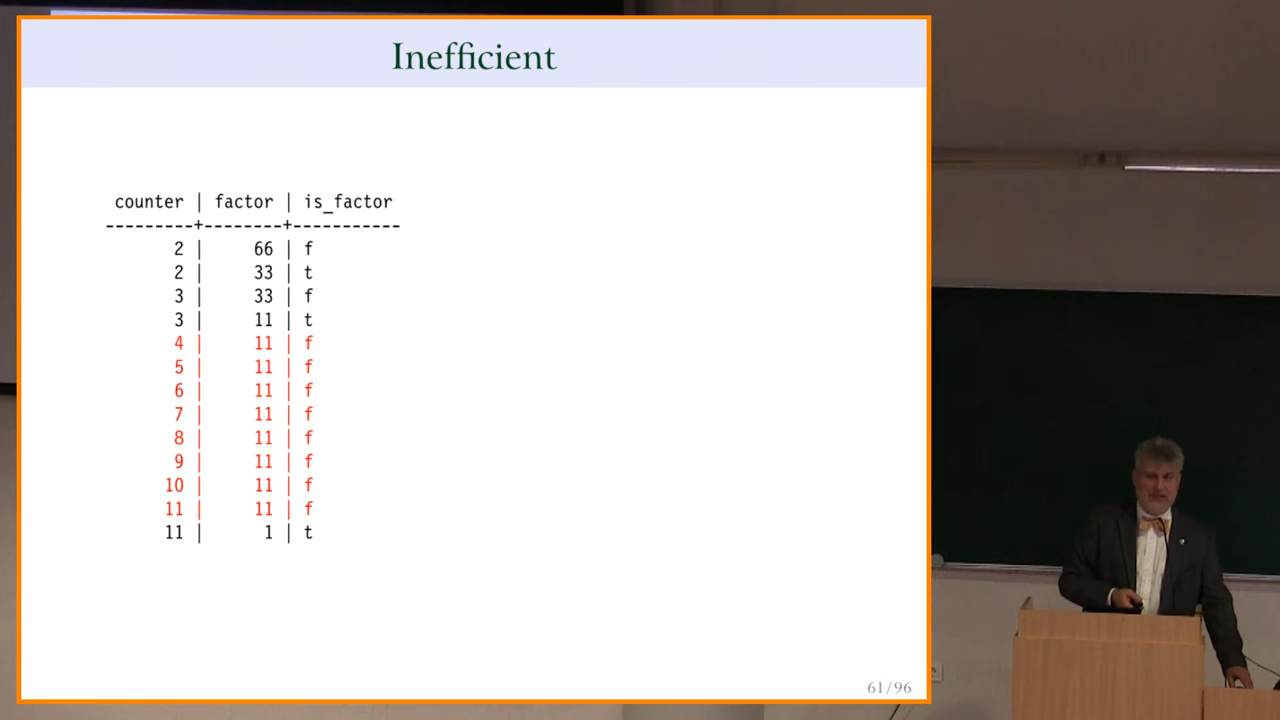 Inefficient
counter | factor | is_factor
---------+--------+-----------
2 | 66 | f
2 | 33 | t
3 | 33 | f
3 | 11 | t
4 | 11 | f
5 | 11 | f
6 | 11 | f
7 | 11 | f
8 | 11 | f
9 | 11 | f
10 | 11 | f
11 | 11 | f
11 | 1 | t
61/96